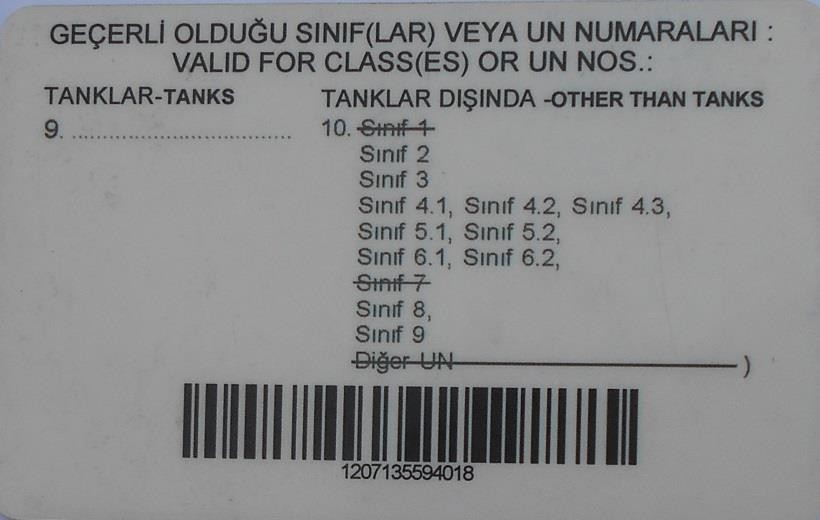 GEÇERLİ OLDUĞU SINIF(LAR) VEYA UN NUMARALARI :
VALID FOR CLASS(ES) OR UN NOS.:
TANKLAR-TANKS
9. ..................................
TANKLAR DIŞINDA -OTHER THAN TANKS
10. Sınıf 1
Sınıf 2
Sınıf 3
Sınıf 4.1, Sınıf 4.2, Sınıf 4.3,
Sınıf 5.1, Sınıf 5.2,
Sınıf 6.1, Sınıf 6.2,
Sınıf 7
Sınıf 8,
Sınıf 9
Diğer UN )
1207135594018